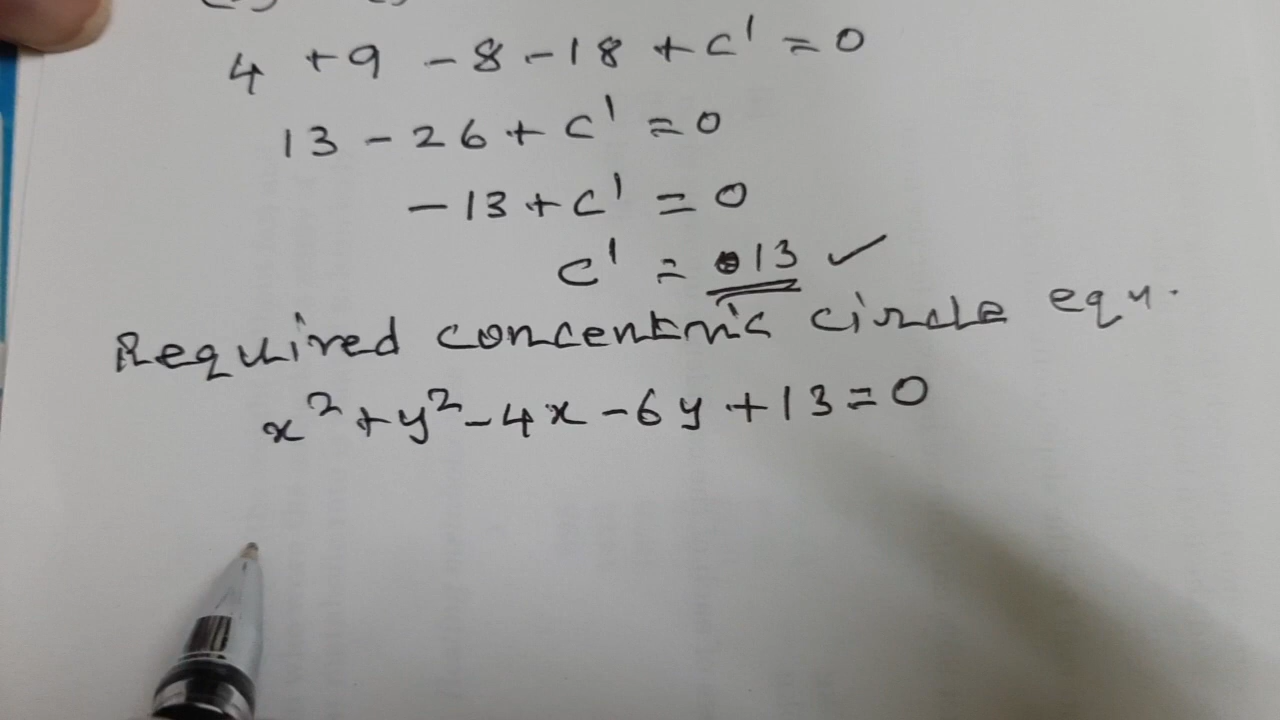 4 + 9 - 8 - 18 + c' = 0
13 - 26 + c' = 0
- 13 + c' = 0
c' = 13 ✓
Required concentric circle equ.
x² + y² - 4x - 6y + 13 = 0